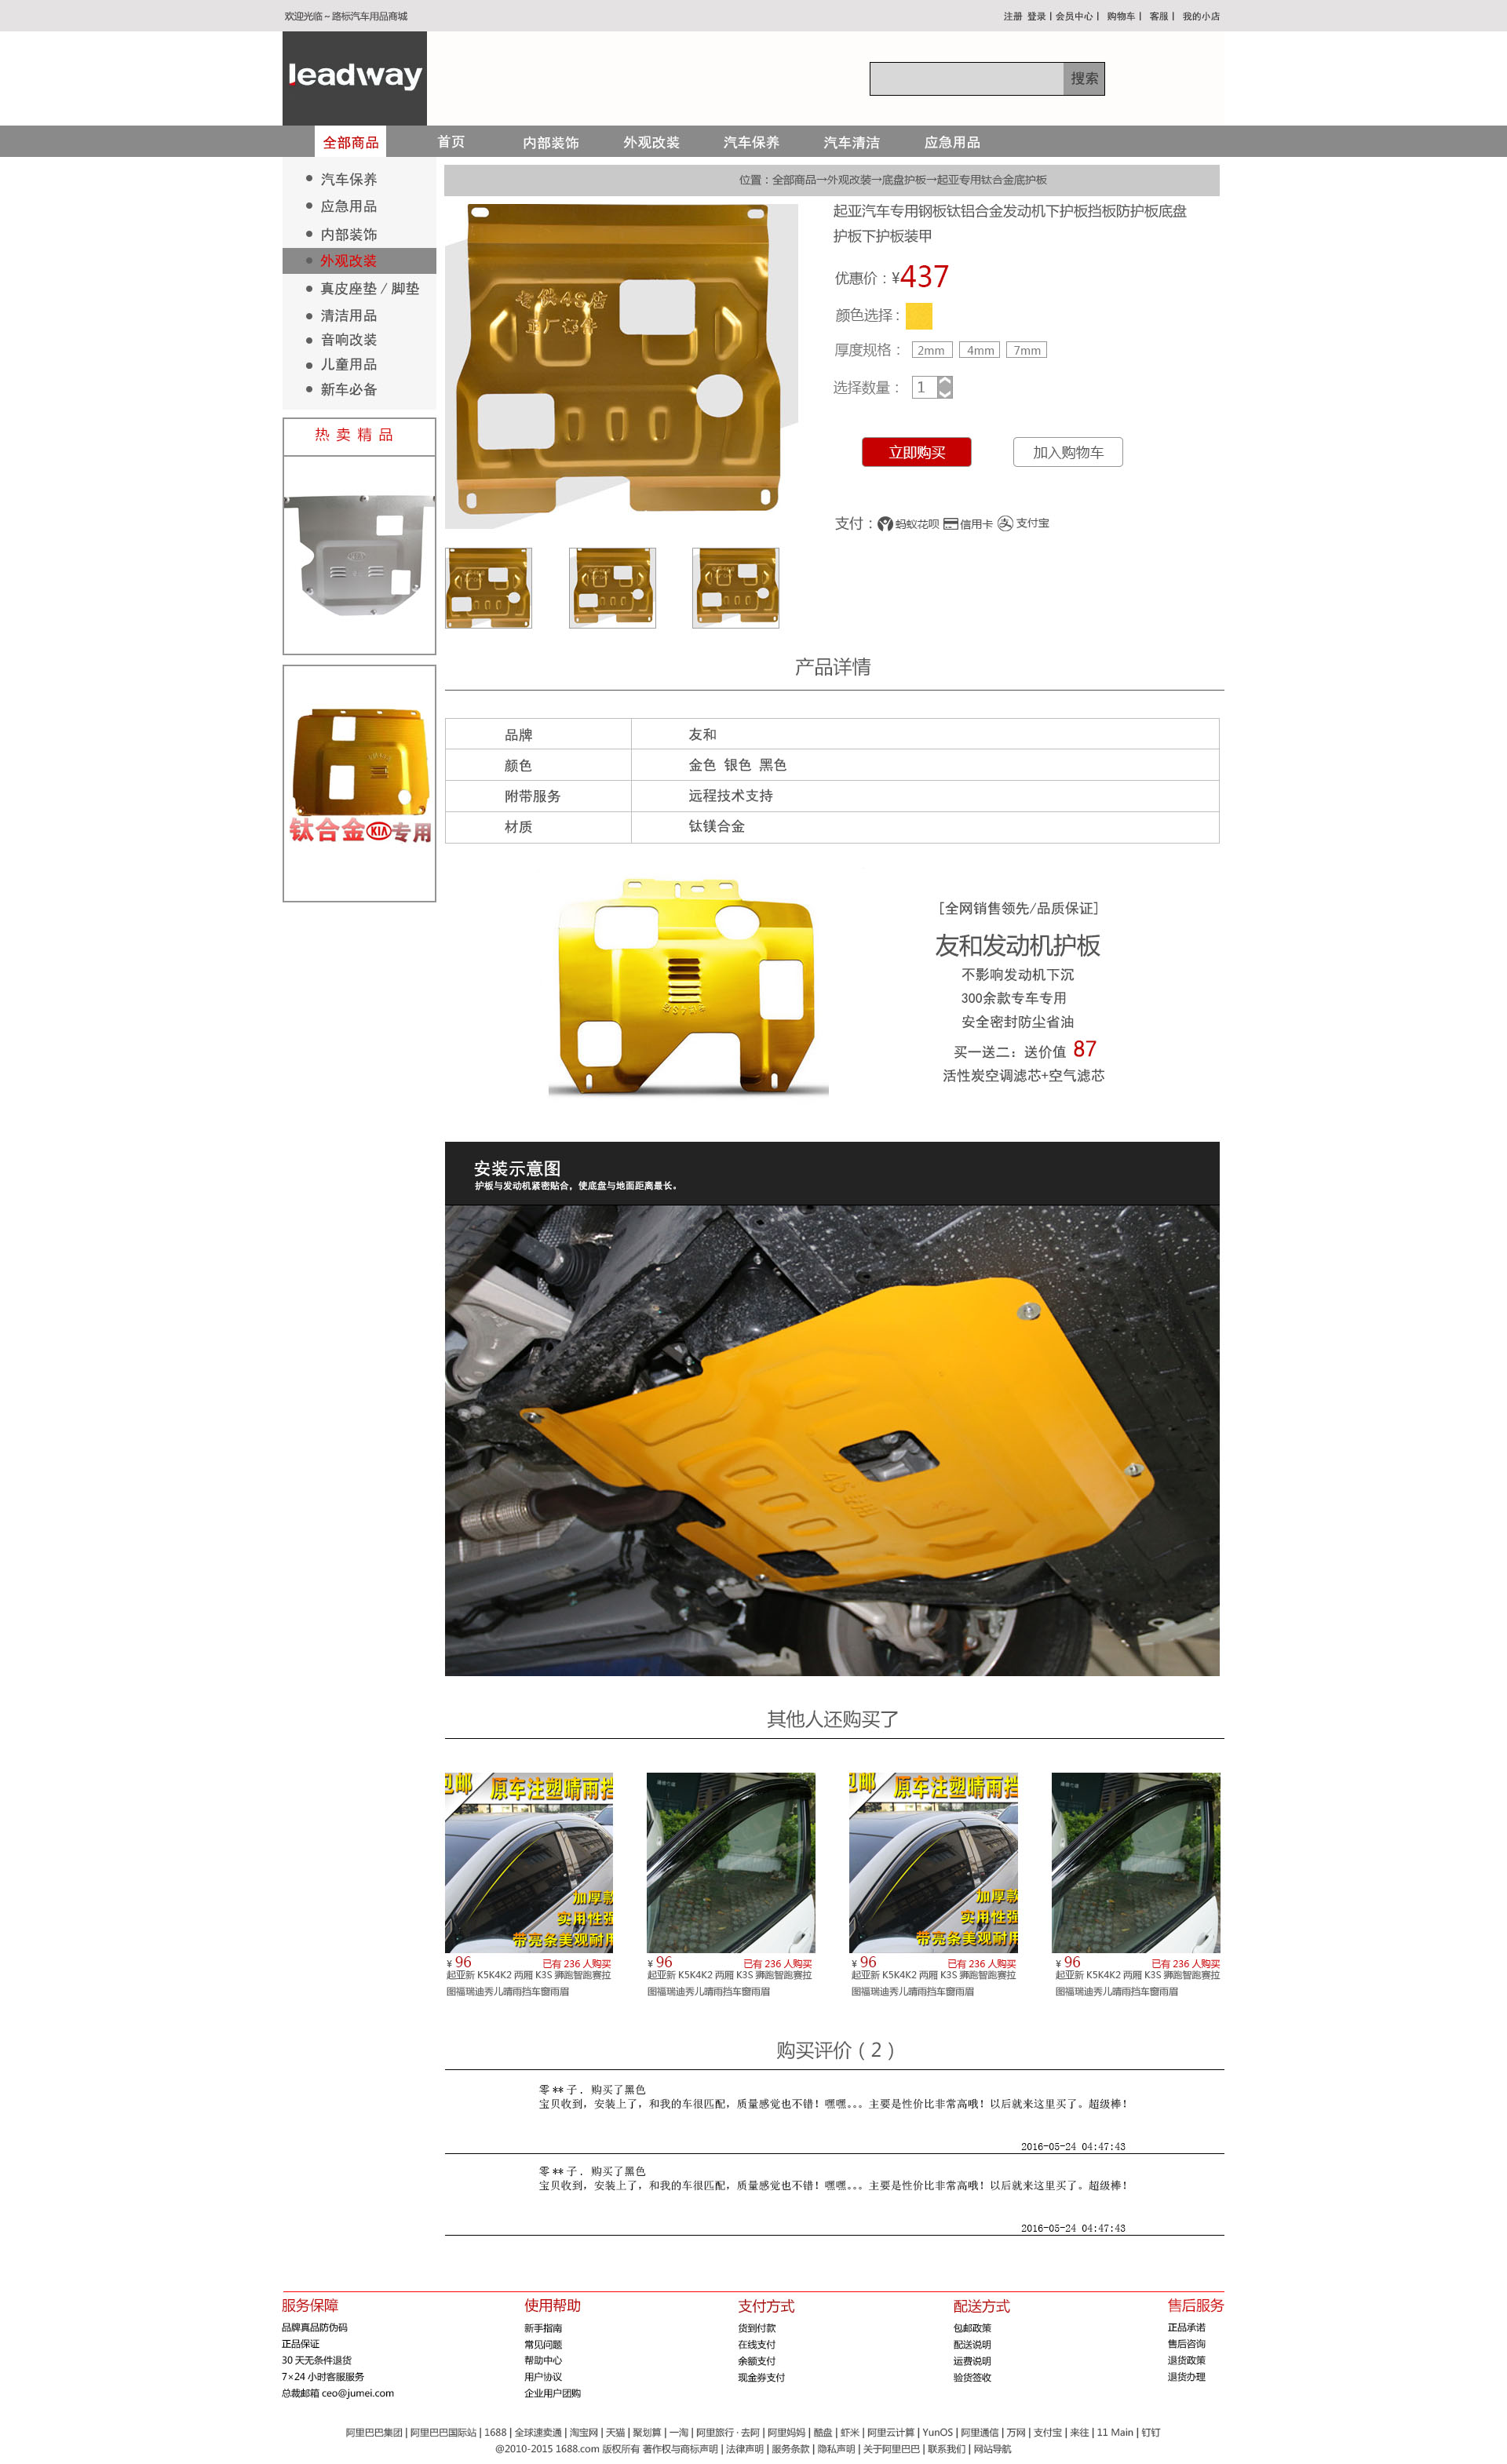 欢迎光临～路标汽车用品商城
注册 登录 | 会员中心 | 购物车 | 客服 | 我的小店
leadway
搜索
全部商品 首页 内部装饰 外观改装 汽车保养 汽车清洁 应急用品
汽车保养
应急用品
内部装饰
外观改装
真皮座垫 / 脚垫
清洁用品
音响改装
儿童用品
新车必备
热卖精品
钛合金KIA专用
位置：全部商品→外观改装→底盘护板→起亚专用钛合金底护板
专供4S店
正厂配件
起亚汽车专用钢板钛铝合金发动机下护板挡板防护板底盘
护板下护板装甲
优惠价：¥437
颜色选择：
厚度规格： 2mm 4mm 7mm
选择数量： 1
立即购买 加入购物车
支付： 蚂蚁花呗 信用卡 支付宝
产品详情
品牌 友和
颜色 金色 银色 黑色
附带服务 远程技术支持
材质 钛镁合金
[全网销售领先/品质保证]
友和发动机护板
不影响发动机下沉
300余款专车专用
安全密封防尘省油
买一送二：送价值 87
活性炭空调滤芯+空气滤芯
安装示意图
护板与发动机紧密贴合，使底盘与地面距离最长。
其他人还购买了
包邮 原车注塑晴雨挡
加厚款
实用性强
带亮条美观耐用
包邮 原车注塑晴雨挡
加厚款
实用性强
带亮条美观耐用
¥ 96 已有 236 人购买
起亚新 K5K4K2 两厢 K3S 狮跑智跑赛拉
图福瑞迪秀儿晴雨挡车窗雨眉
¥ 96 已有 236 人购买
起亚新 K5K4K2 两厢 K3S 狮跑智跑赛拉
图福瑞迪秀儿晴雨挡车窗雨眉
¥ 96 已有 236 人购买
起亚新 K5K4K2 两厢 K3S 狮跑智跑赛拉
图福瑞迪秀儿晴雨挡车窗雨眉
¥ 96 已有 236 人购买
起亚新 K5K4K2 两厢 K3S 狮跑智跑赛拉
图福瑞迪秀儿晴雨挡车窗雨眉
购买评价（2）
零 ** 子． 购买了黑色
宝贝收到，安装上了，和我的车很匹配，质量感觉也不错！嘿嘿。。。主要是性价比非常高哦！以后就来这里买了。超级棒！
2016-05-24 04:47:43
零 ** 子． 购买了黑色
宝贝收到，安装上了，和我的车很匹配，质量感觉也不错！嘿嘿。。。主要是性价比非常高哦！以后就来这里买了。超级棒！
2016-05-24 04:47:43
服务保障
品牌真品防伪码
正品保证
30 天无条件退货
7×24 小时客服服务
总裁邮箱 ceo@jumei.com
使用帮助
新手指南
常见问题
帮助中心
用户协议
企业用户团购
支付方式
货到付款
在线支付
余额支付
现金券支付
配送方式
包邮政策
配送说明
运费说明
验货签收
售后服务
正品承诺
售后咨询
退货政策
退货办理
阿里巴巴集团 | 阿里巴巴国际站 | 1688 | 全球速卖通 | 淘宝网 | 天猫 | 聚划算 | 一淘 | 阿里旅行 · 去阿 | 阿里妈妈 | 酷盘 | 虾米 | 阿里云计算 | YunOS | 阿里通信 | 万网 | 支付宝 | 来往 | 11 Main | 钉钉
@2010-2015 1688.com 版权所有 著作权与商标声明 | 法律声明 | 服务条款 | 隐私声明 | 关于阿里巴巴 | 联系我们 | 网站导航